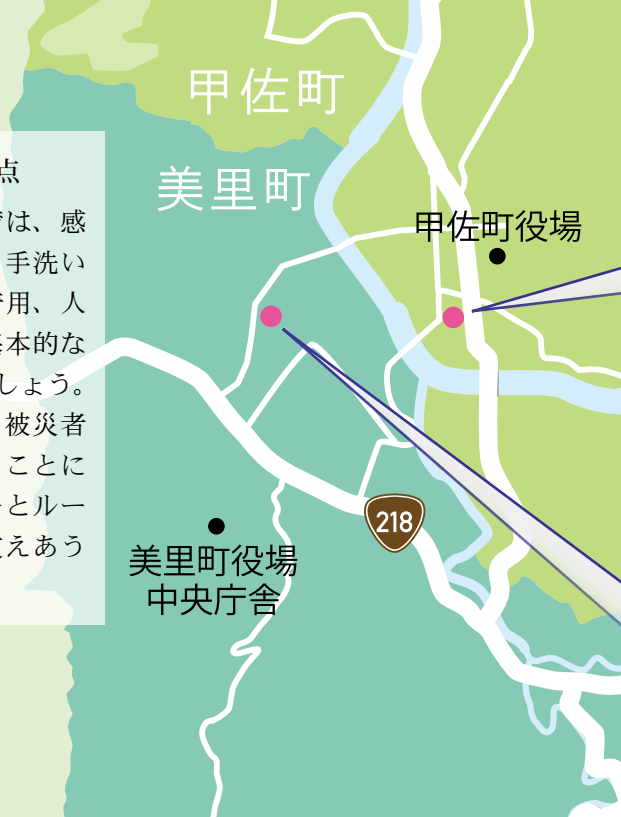 甲佐町
美里町
甲佐町役場
218
美里町役場
中央庁舎
点
は、感
手洗い
用、人
本的な
しょう。
被災者
ことに
とルー
えあう